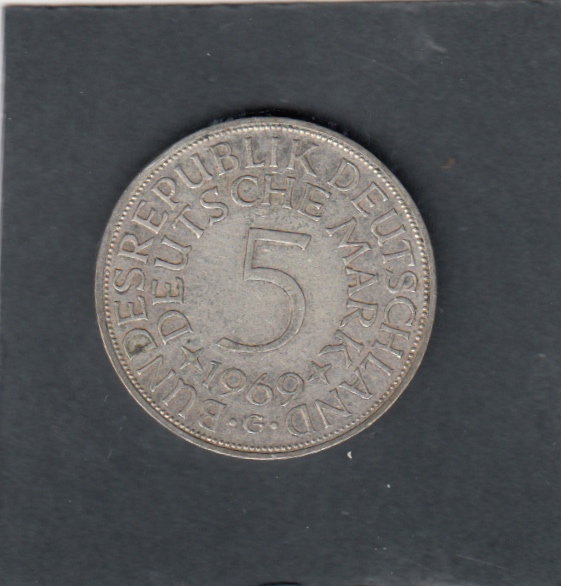 BUNDESREPUBLIK DEUTSCHLAND
DEUTSCHE MARK
5
1969
G